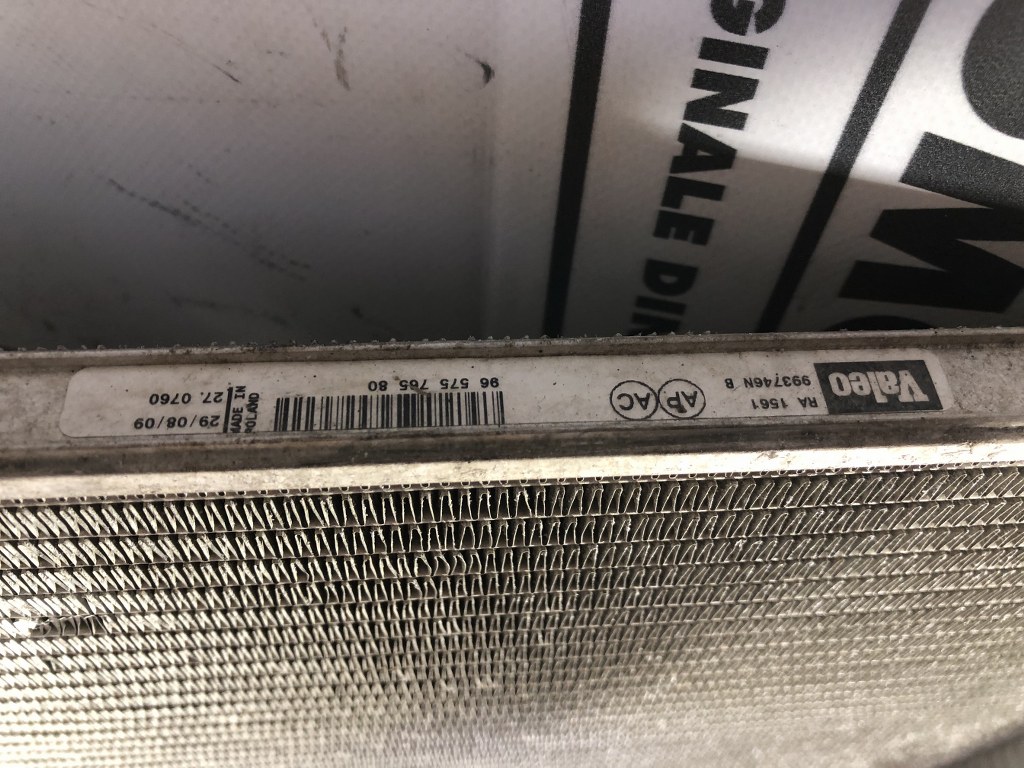 Valeo
993746N B
RA 1561
AP
AC
96 575 765 80
MADE IN
POLAND
27. 0760
29/08/09
GINALE DI